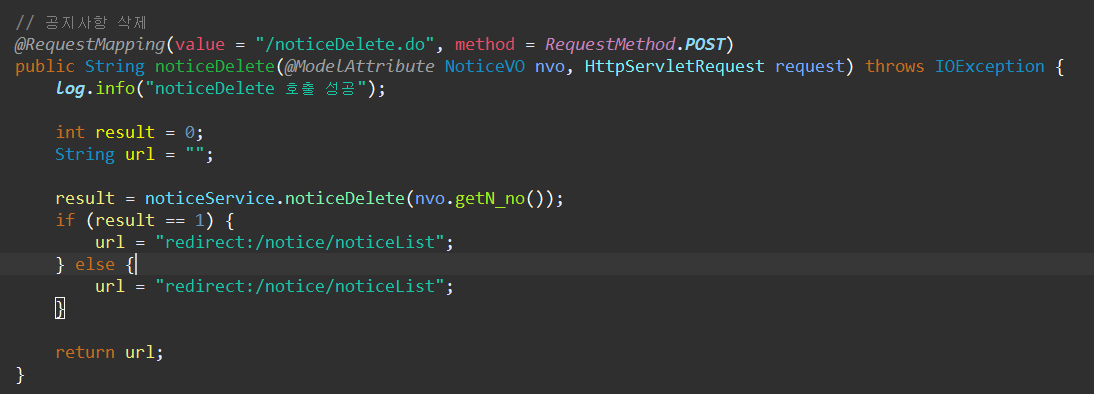 // 공지사항 삭제
@RequestMapping(value = "/noticeDelete.do", method = RequestMethod.POST)
public String noticeDelete(@ModelAttribute NoticeVO nvo, HttpServletRequest request) throws IOException {
    log.info("noticeDelete 호출 성공");

    int result = 0;
    String url = "";

    result = noticeService.noticeDelete(nvo.getN_no());
    if (result == 1) {
        url = "redirect:/notice/noticeList";
    } else {
        url = "redirect:/notice/noticeList";
    }

    return url;
}